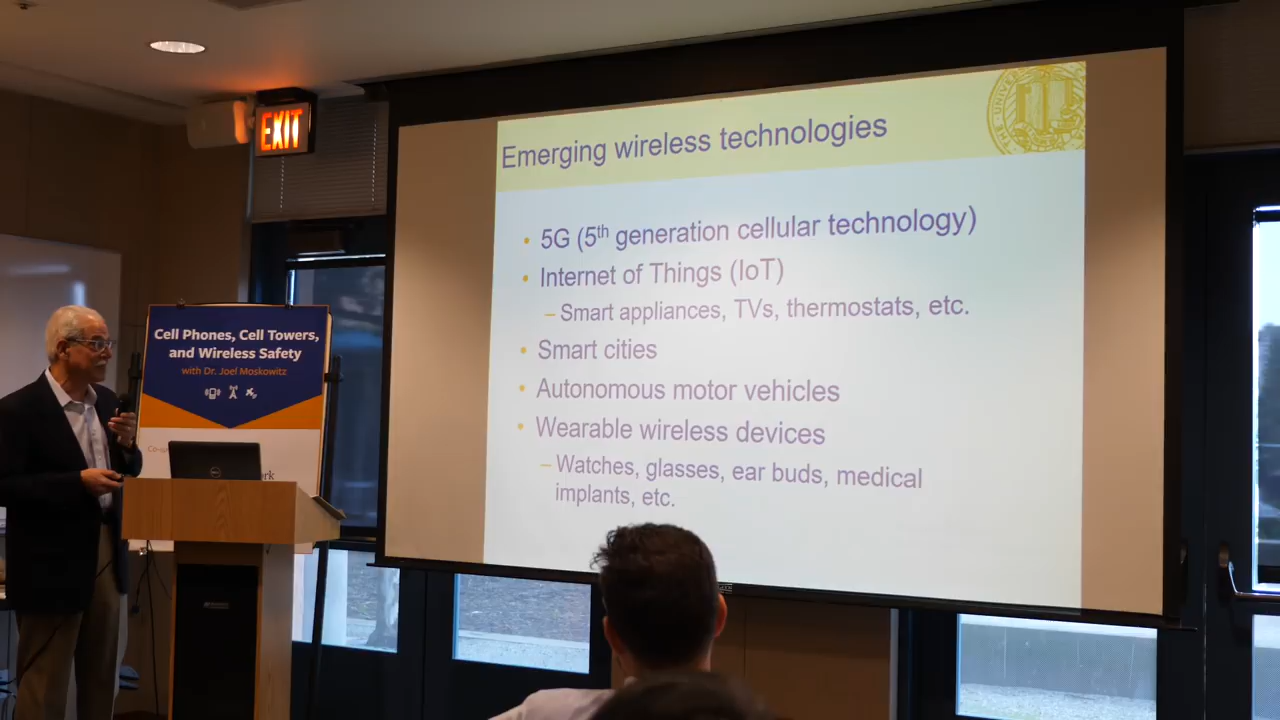 EXIT
Cell Phones, Cell Towers,
and Wireless Safety
with Dr. Joel Moskowitz
Emerging wireless technologies
• 5G (5th generation cellular technology)
• Internet of Things (IoT)
– Smart appliances, TVs, thermostats, etc.
• Smart cities
• Autonomous motor vehicles
• Wearable wireless devices
– Watches, glasses, ear buds, medical
implants, etc.